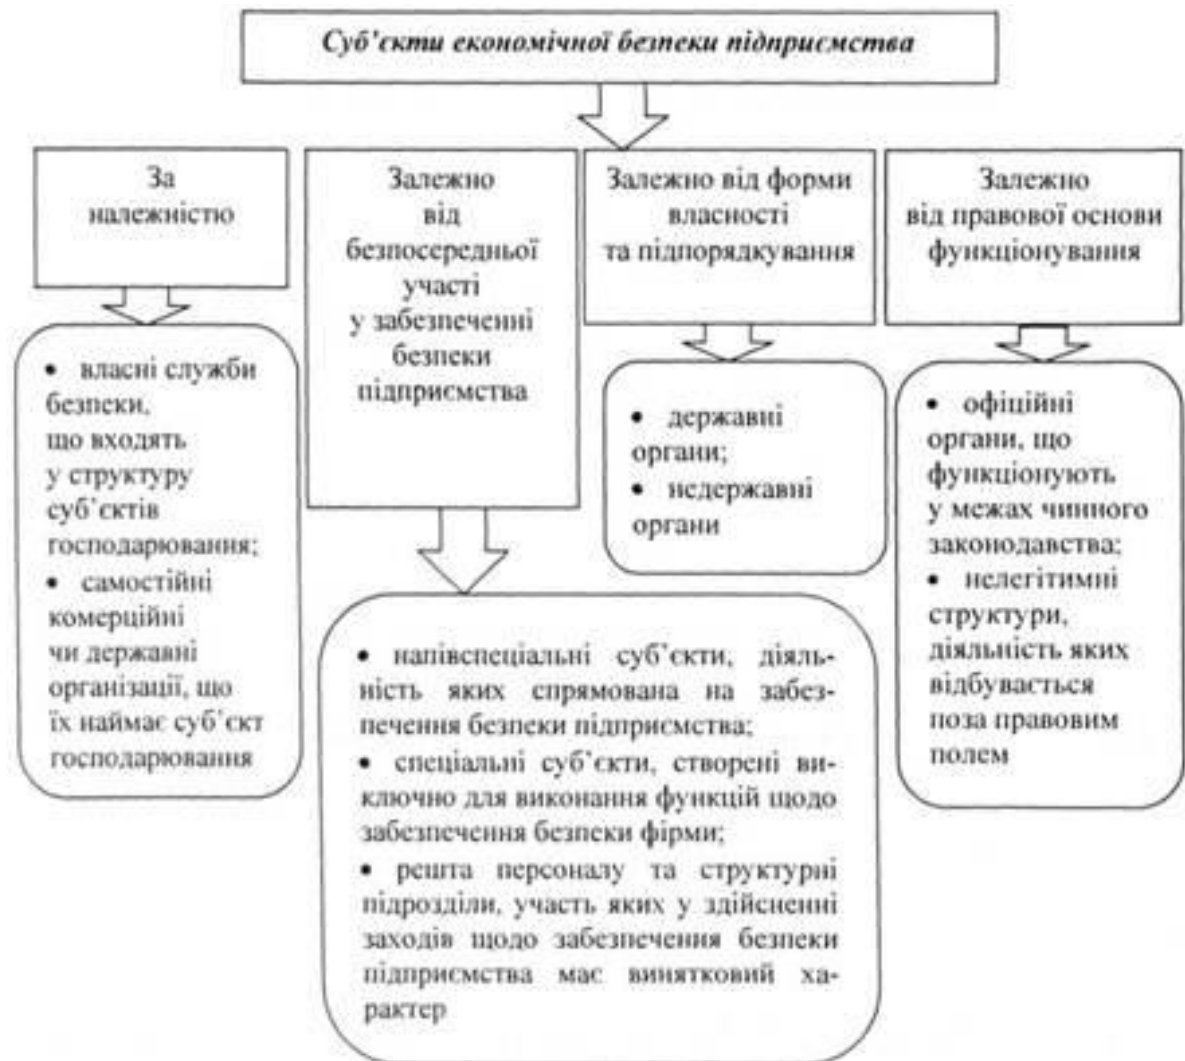 Суб’єкти економічної безпеки підприємства
За
належністю
Залежно
від
безпосередньої
участі
у забезпеченні
безпеки
підприємства
Залежно від форми
власності
та підпорядкування
Залежно
від правової основи
функціонування
• власні служби
безпеки,
що входять
у структуру
суб’єктів
господарювання;
• самостійні
комерційні
чи державні
організації, що
їх наймає суб’єкт
господарювання
• напівспеціальні суб’єкти, діяль-
ність яких спрямована на забез-
печення безпеки підприємства;
• спеціальні суб’єкти, створені ви-
ключно для виконання функцій щодо
забезпечення безпеки фірми;
• решта персоналу та структурні
підрозділи, участь яких у здійсненні
заходів щодо забезпечення безпеки
підприємства має винятковий ха-
рактер
• державні
органи;
• недержавні
органи
• офіційні
органи, що
функціонують
у межах чинного
законодавства;
• нелегітимні
структури,
діяльність яких
відбувається
поза правовим
полем